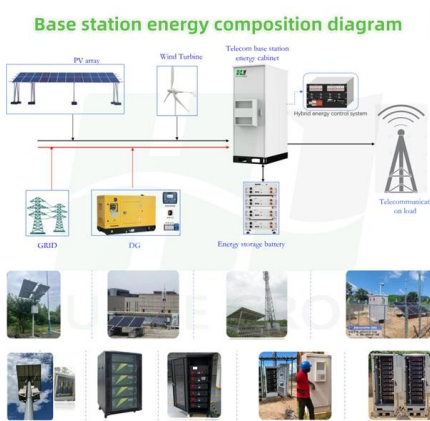 Base station energy composition diagram
PV array
Wind Turbine
Telecom base station
energy cabinet
Hybrid energy control system
Telecommunicat
on load
GRID
DG
Energy storage battery